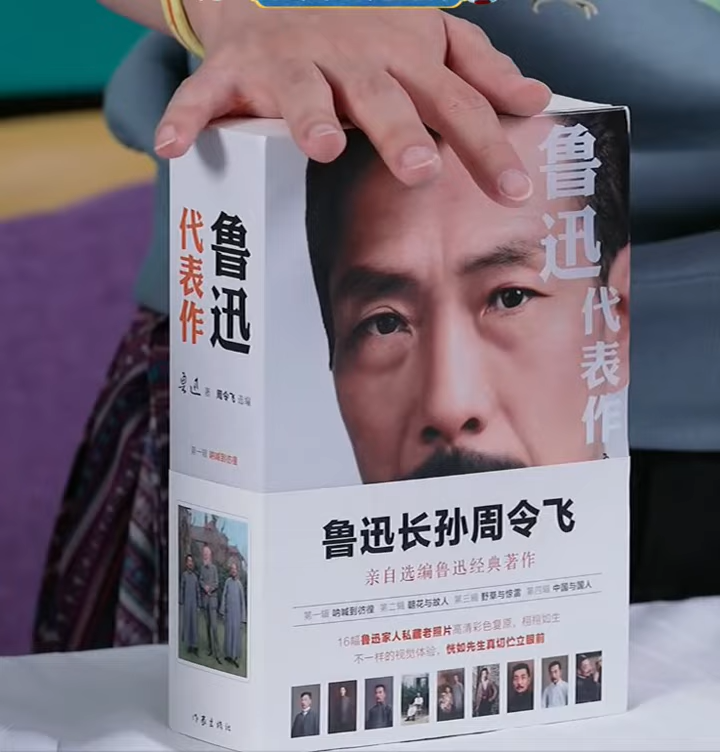 鲁迅
代表作
鲁迅 著 周令飞 选编
第一辑 呐喊到彷徨
作家出版社
鲁迅
代表作
鲁迅长孙周令飞
亲自选编鲁迅经典著作
第一辑 呐喊到彷徨 第二辑 朝花与故人 第三辑 野草与惊雷 第四辑 中国与国人
16幅鲁迅家人私藏老照片高清彩色复原，栩栩如生
不一样的视觉体验，恍如先生真切伫立眼前